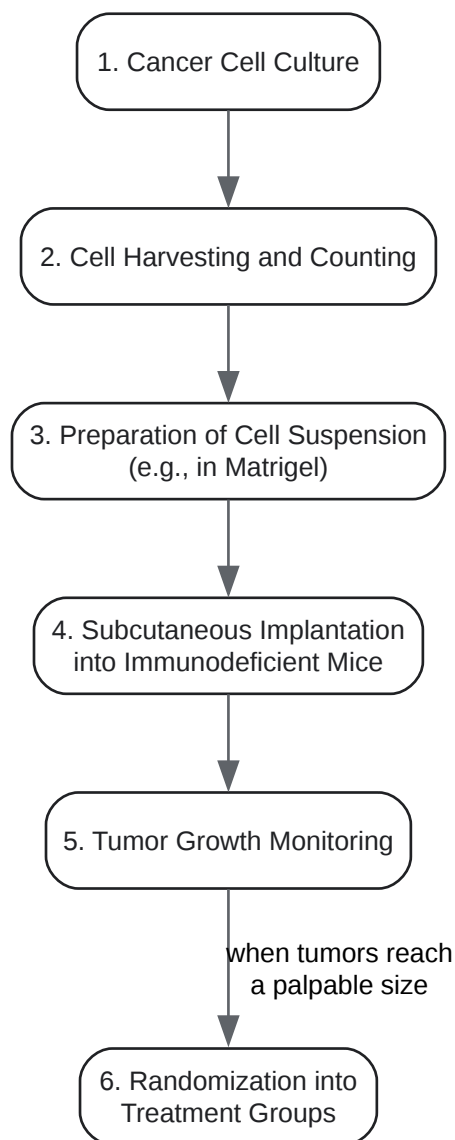 1. Cancer Cell Culture
2. Cell Harvesting and Counting
3. Preparation of Cell Suspension
(e.g., in Matrigel)
4. Subcutaneous Implantation
into Immunodeficient Mice
5. Tumor Growth Monitoring
when tumors reach
a palpable size
6. Randomization into
Treatment Groups